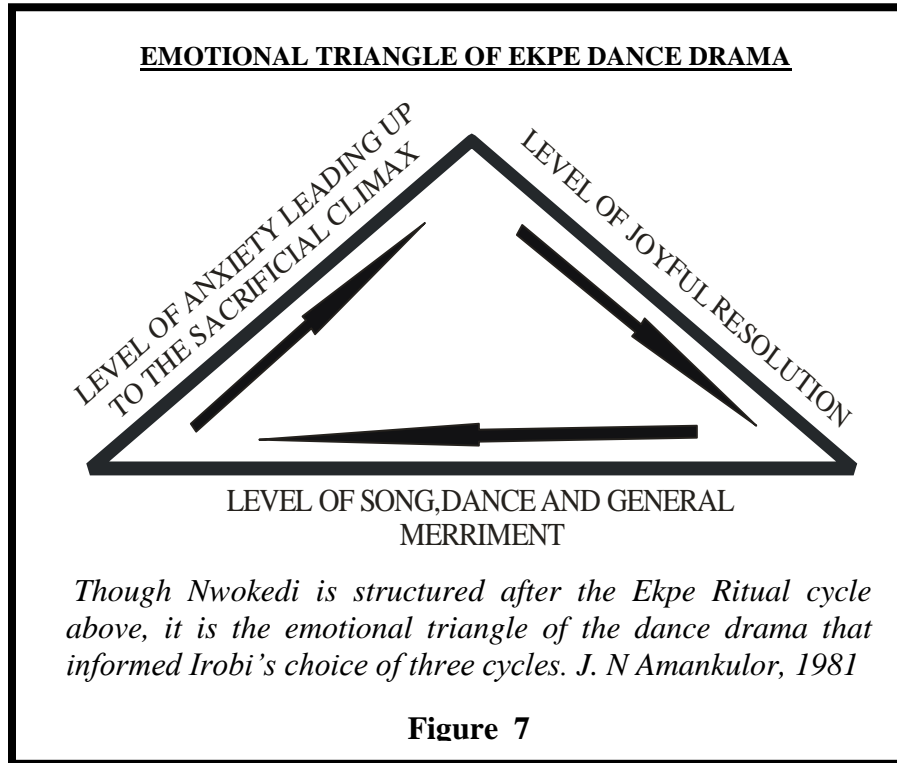 EMOTIONAL TRIANGLE OF EKPE DANCE DRAMA
LEVEL OF ANXIETY LEADING UP
TO THE SACRIFICIAL CLIMAX
LEVEL OF JOYFUL RESOLUTION
LEVEL OF SONG,DANCE AND GENERAL
MERRIMENT
Though Nwokedi is structured after the Ekpe Ritual cycle
above, it is the emotional triangle of the dance drama that
informed Irobi’s choice of three cycles. J. N Amankulor, 1981
Figure 7